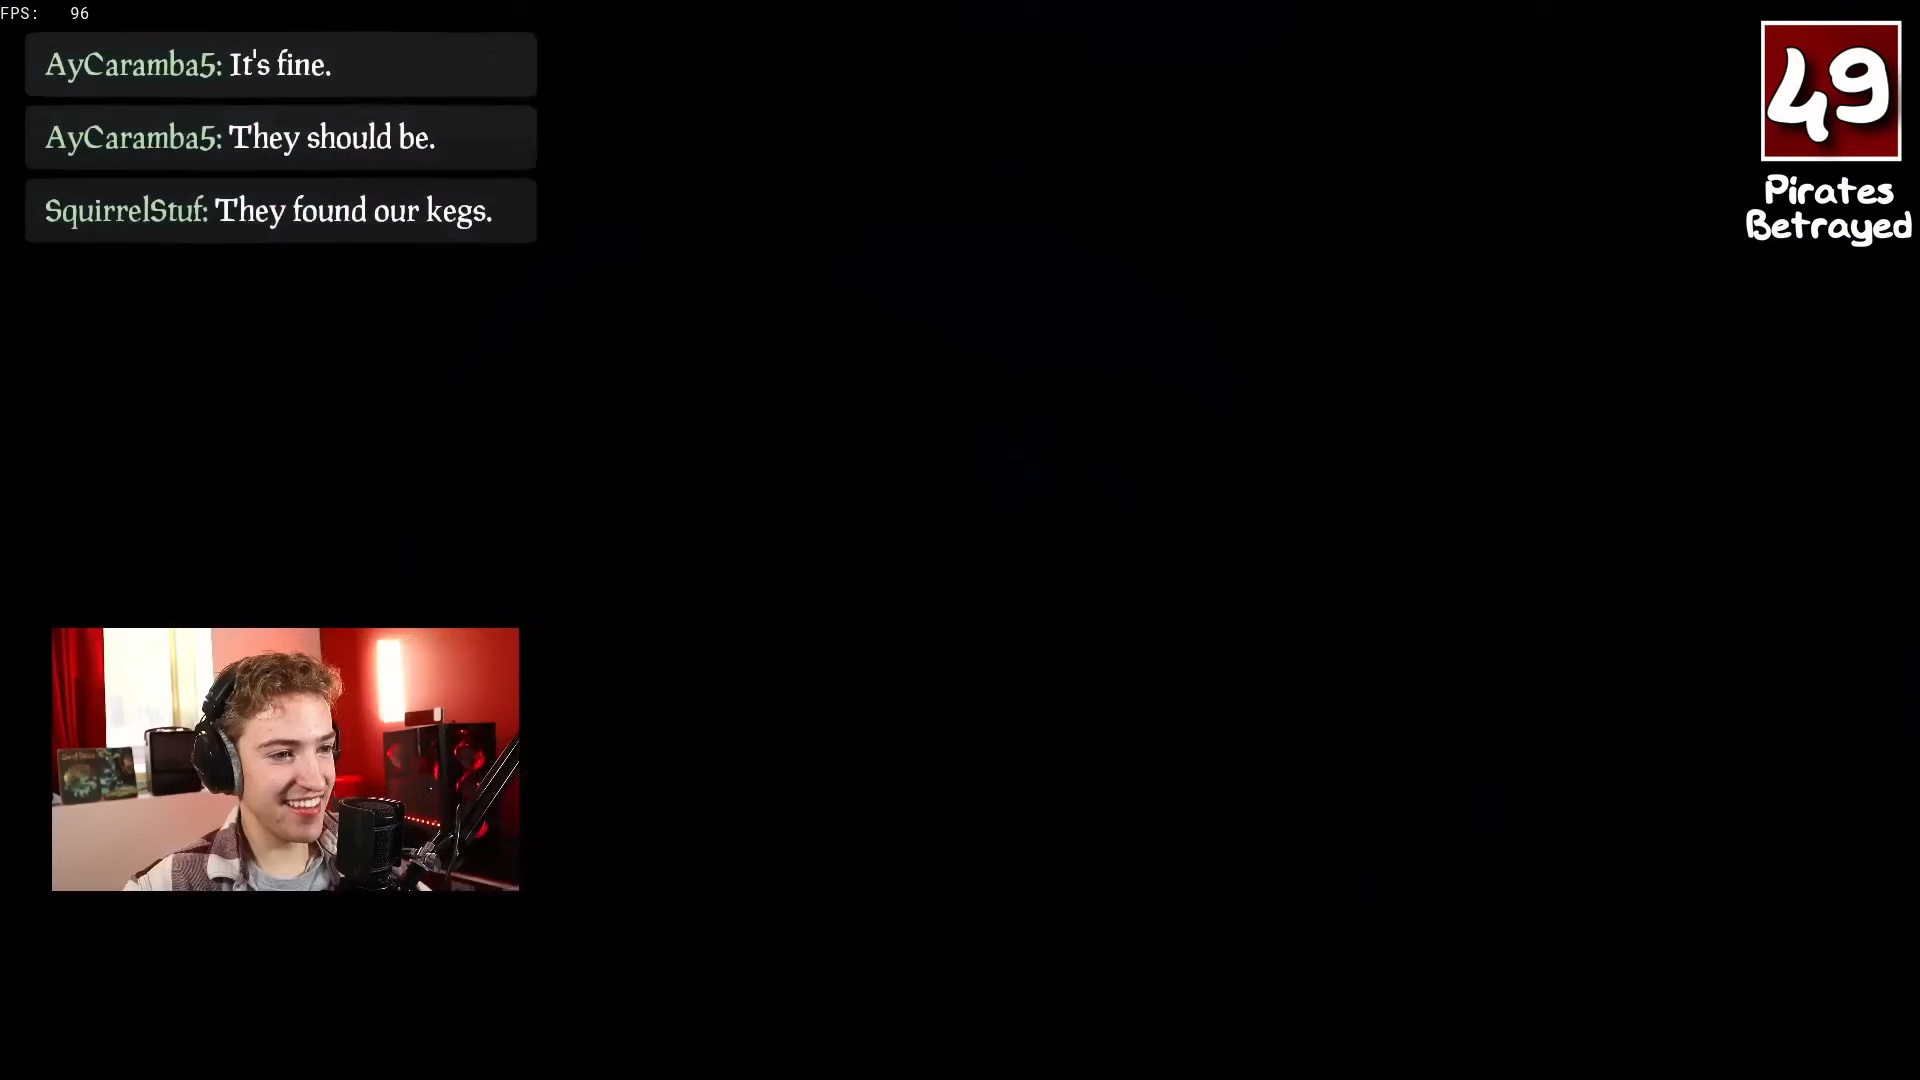 FPS: 96
AyCaramba5: It's fine.
AyCaramba5: They should be.
SquirrelStuf: They found our kegs.
49
Pirates
Betrayed